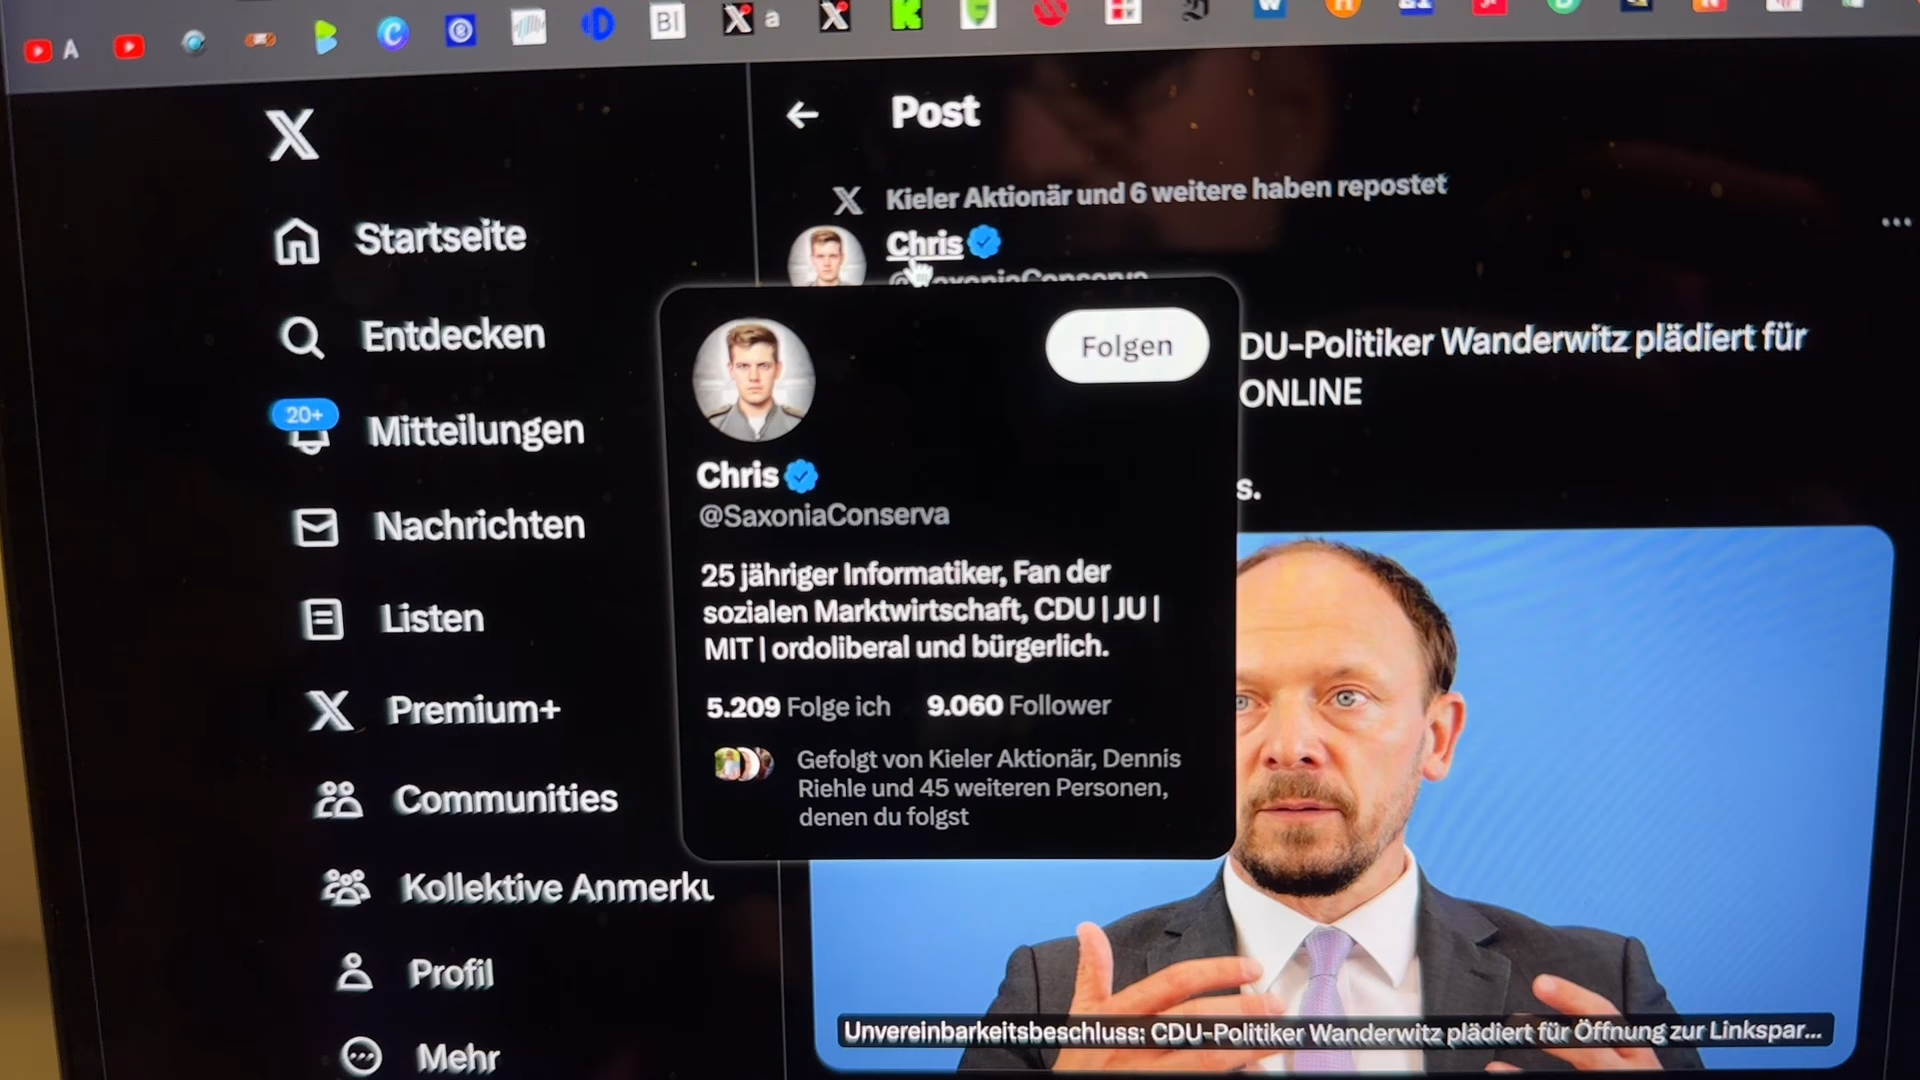 A
BI
a
Post
Kieler Aktionär und 6 weitere haben repostet
Chris
Startseite
Entdecken
20+
Mitteilungen
Nachrichten
Listen
Premium+
Communities
Kollektive Anmerku
Profil
Mehr
Folgen
Chris
@SaxoniaConserva
25 jähriger Informatiker, Fan der
sozialen Marktwirtschaft, CDU | JU |
MIT | ordoliberal und bürgerlich.
5.209 Folge ich 9.060 Follower
Gefolgt von Kieler Aktionär, Dennis
Riehle und 45 weiteren Personen,
denen du folgst
DU-Politiker Wanderwitz plädiert für
ONLINE
s.
Unvereinbarkeitsbeschluss: CDU-Politiker Wanderwitz plädiert für Öffnung zur Linkspar...